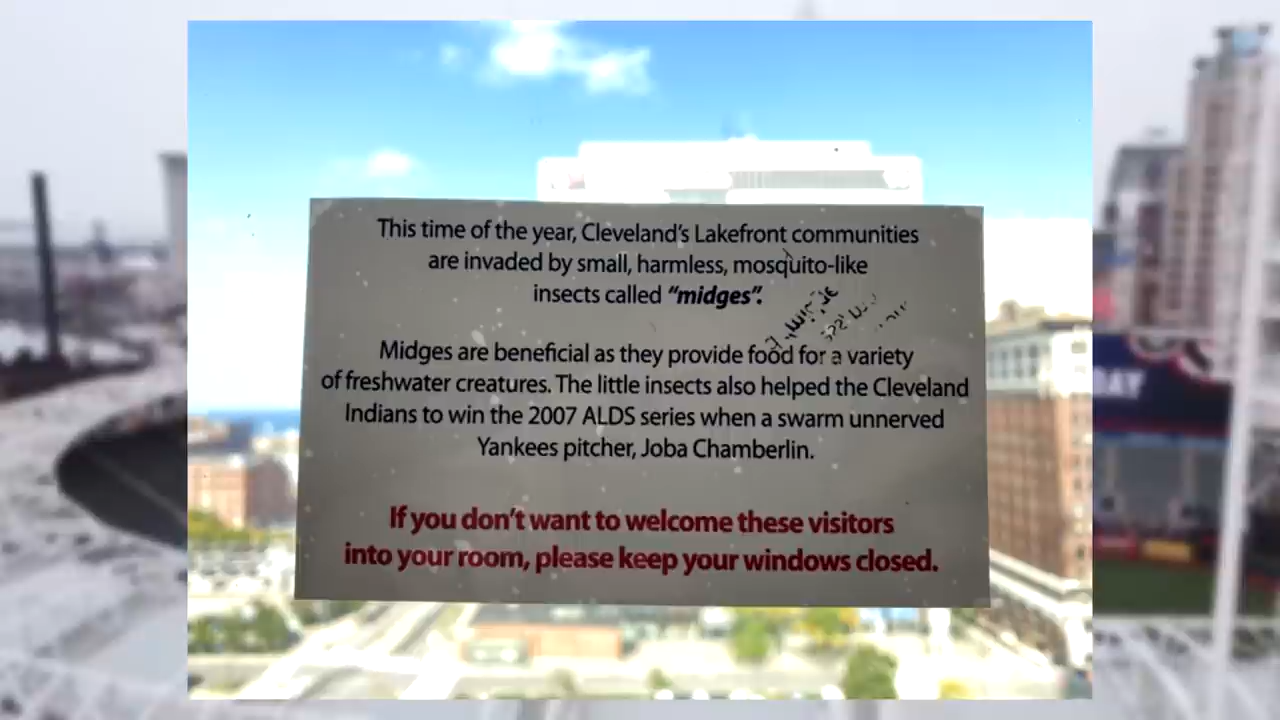 This time of the year, Cleveland's Lakefront communities
are invaded by small, harmless, mosquito-like
insects called "midges".
Midges are beneficial as they provide food for a variety
of freshwater creatures. The little insects also helped the Cleveland
Indians to win the 2007 ALDS series when a swarm unnerved
Yankees pitcher, Joba Chamberlin.
If you don't want to welcome these visitors
into your room, please keep your windows closed.